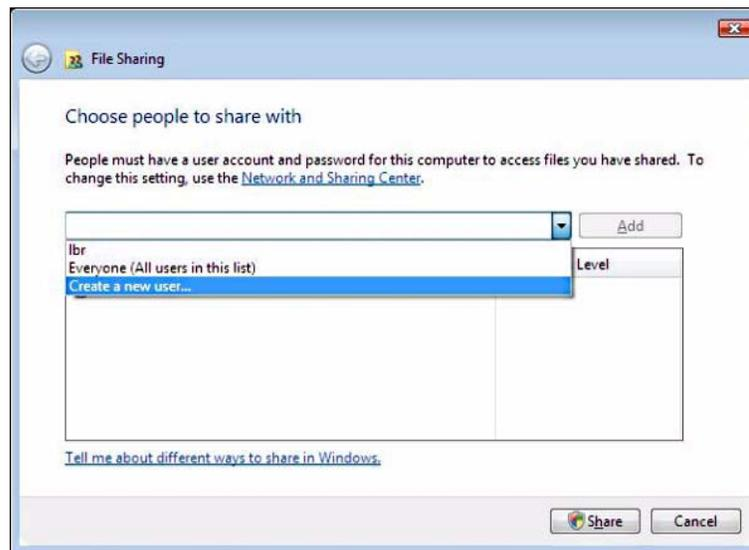 File Sharing
Choose people to share with
People must have a user account and password for this computer to access files you have shared. To
change this setting, use the Network and Sharing Center.
Add
lbr
Everyone (All users in this list)
Create a new user...
Level
Tell me about different ways to share in Windows.
Share
Cancel